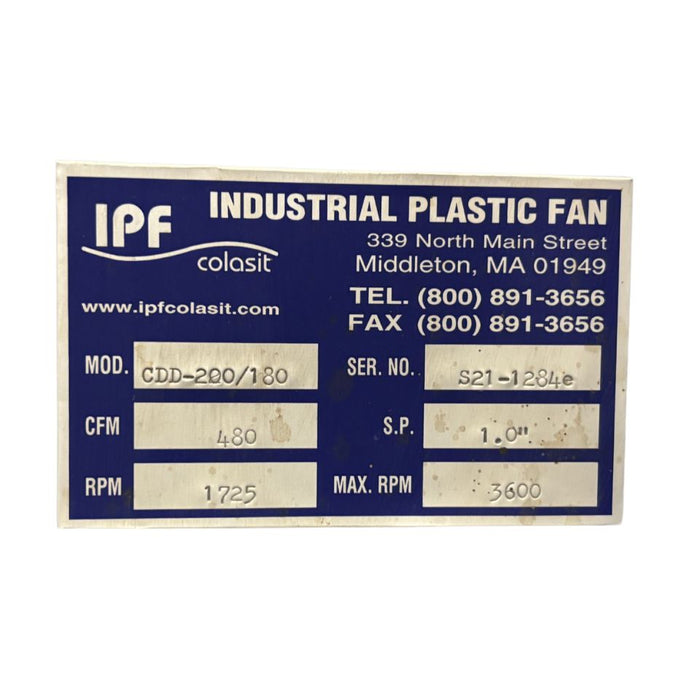 IPF
colasit
www.ipfcolasit.com
INDUSTRIAL PLASTIC FAN
339 North Main Street
Middleton, MA 01949
TEL. (800) 891-3656
FAX (800) 891-3656
MOD. CDD-200/180 SER. NO. S21-1284e
CFM 480 S.P. 1.0"
RPM 1725 MAX. RPM 3600